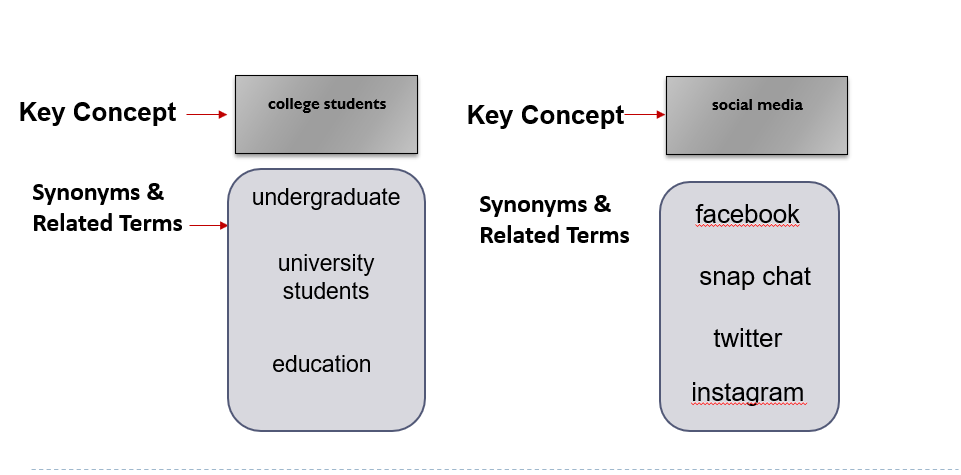 Key Concept
college students
Synonyms &
Related Terms
undergraduate
university
students
education
Key Concept
social media
Synonyms &
Related Terms
facebook
snap chat
twitter
instagram